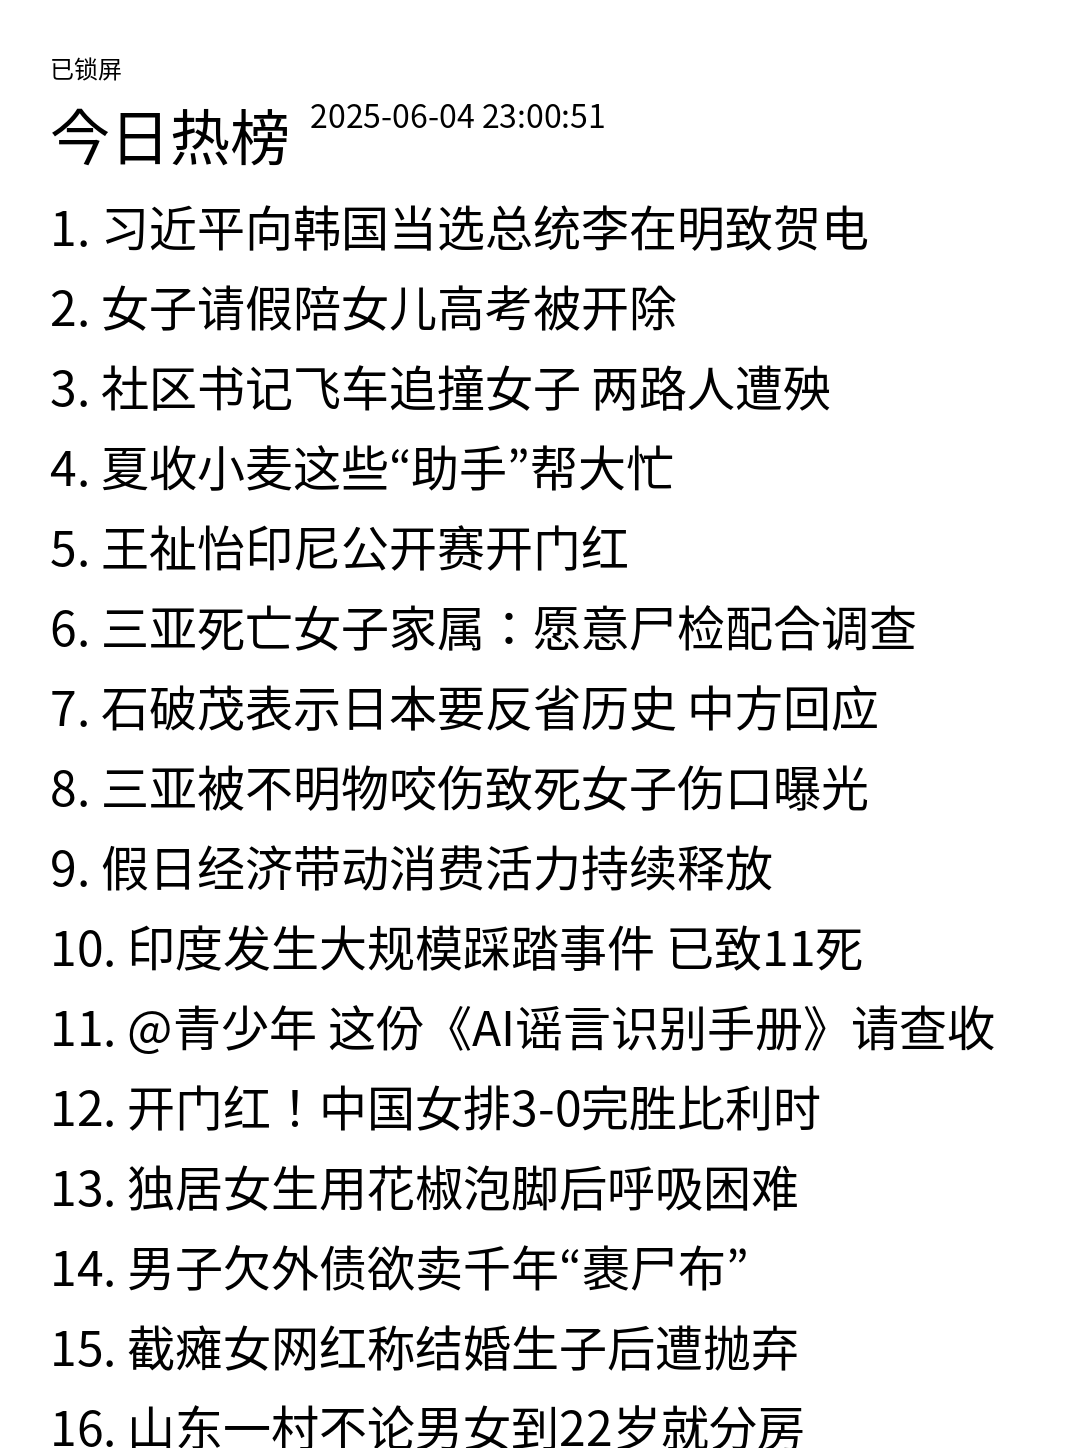 已锁屏
今日热榜 2025-06-04 23:00:51
1. 习近平向韩国当选总统李在明致贺电
2. 女子请假陪女儿高考被开除
3. 社区书记飞车追撞女子 两路人遭殃
4. 夏收小麦这些“助手”帮大忙
5. 王祉怡印尼公开赛开门红
6. 三亚死亡女子家属：愿意尸检配合调查
7. 石破茂表示日本要反省历史 中方回应
8. 三亚被不明物咬伤致死女子伤口曝光
9. 假日经济带动消费活力持续释放
10. 印度发生大规模踩踏事件 已致11死
11. @青少年 这份《AI谣言识别手册》请查收
12. 开门红！中国女排3-0完胜比利时
13. 独居女生用花椒泡脚后呼吸困难
14. 男子欠外债欲卖千年“裹尸布”
15. 截瘫女网红称结婚生子后遭抛弃
16. 山东一村不论男女到22岁就分房